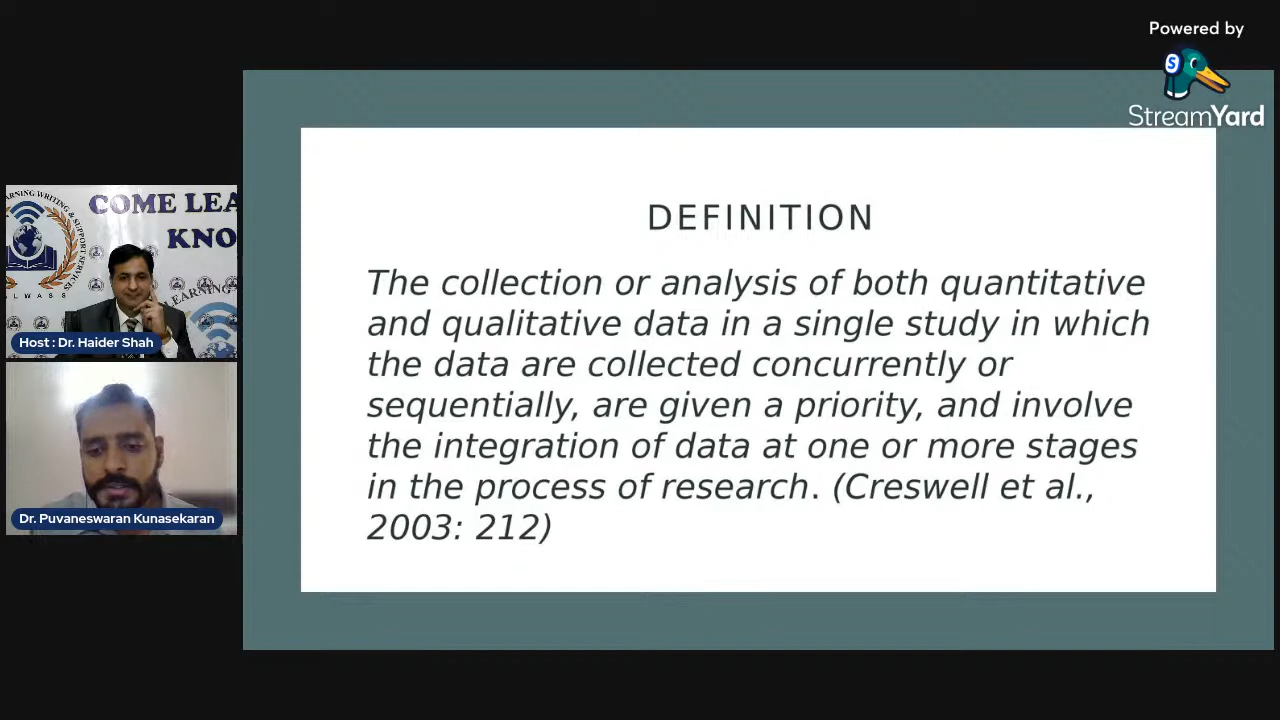 Powered by
StreamYard
DEFINITION
The collection or analysis of both quantitative
and qualitative data in a single study in which
the data are collected concurrently or
sequentially, are given a priority, and involve
the integration of data at one or more stages
in the process of research. (Creswell et al.,
2003: 212)
COME LEA
KNO
Host : Dr. Haider Shah
Dr. Puvaneswaran Kunasekaran